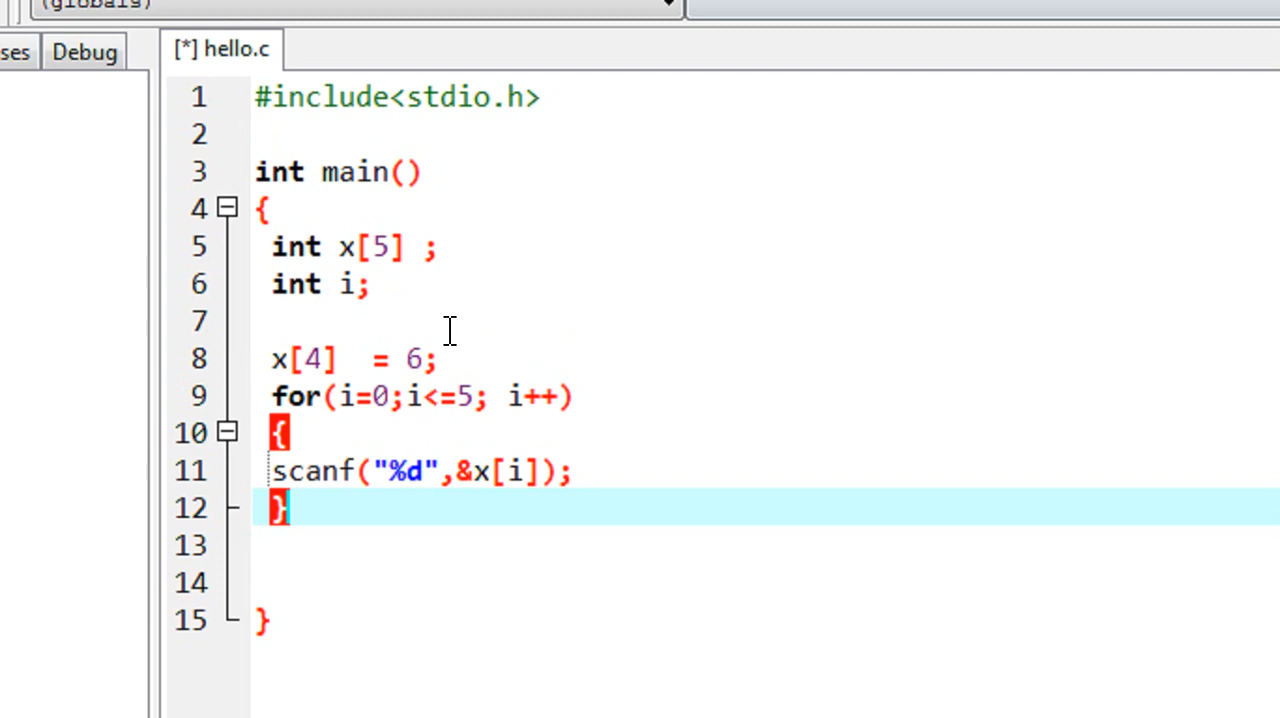 (globals)
ses Debug [*] hello.c
1 #include<stdio.h>
2
3 int main()
4 {
5 int x[5] ;
6 int i;
7
8 x[4]  = 6;
9 for(i=0;i<=5; i++)
10 {
11 scanf("%d",&x[i]);
12 }
13
14
15 }